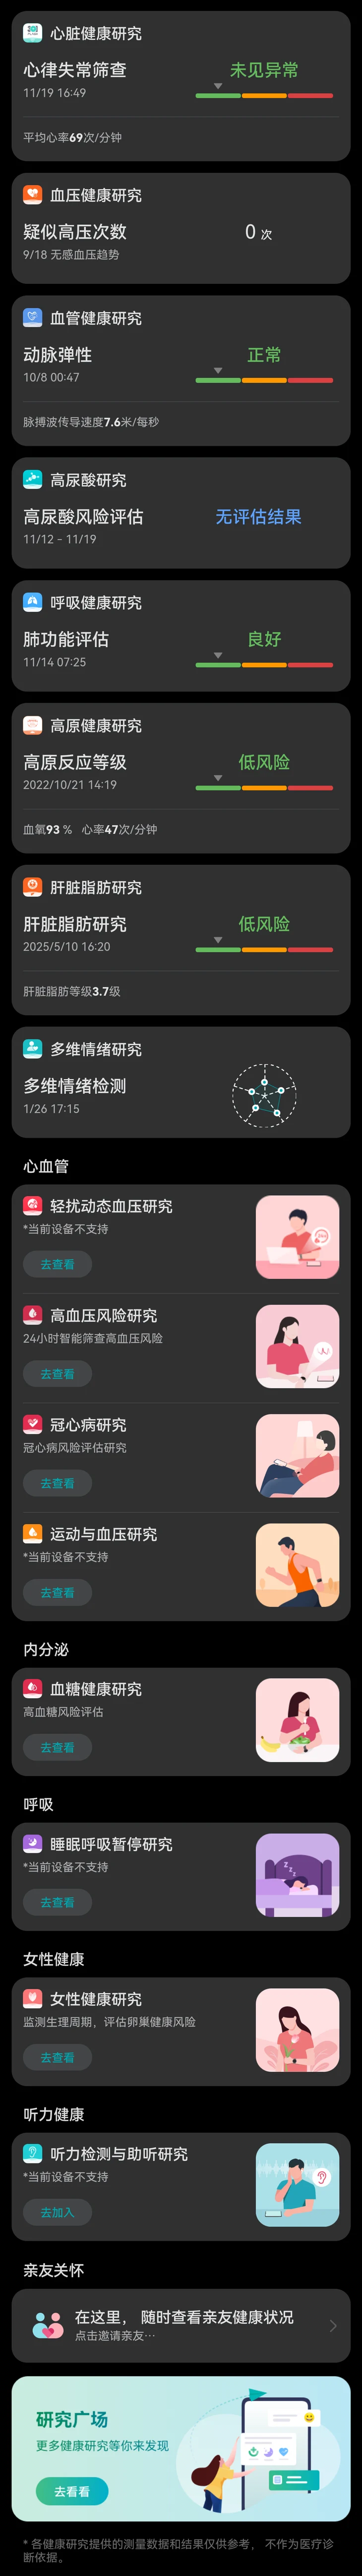 心脏健康研究
心律失常筛查
未见异常
11/19 16:49
平均心率69次/分钟
血压健康研究
疑似高压次数
0 次
9/18 无感血压趋势
血管健康研究
动脉弹性
正常
10/8 00:47
脉搏波传导速度7.6米/每秒
高尿酸研究
高尿酸风险评估
无评估结果
11/12 - 11/19
呼吸健康研究
肺功能评估
良好
11/14 07:25
高原健康研究
高原反应等级
低风险
2022/10/21 14:19
血氧93 % 心率47次/分钟
肝脏脂肪研究
肝脏脂肪研究
低风险
2025/5/10 16:20
肝脏脂肪等级3.7级
多维情绪研究
多维情绪检测
1/26 17:15
心血管
轻扰动态血压研究
*当前设备不支持
去查看
高血压风险研究
24小时智能筛查高血压风险
去查看
冠心病研究
冠心病风险评估研究
去查看
运动与血压研究
*当前设备不支持
去查看
内分泌
血糖健康研究
高血糖风险评估
去查看
呼吸
睡眠呼吸暂停研究
*当前设备不支持
去查看
女性健康
女性健康研究
监测生理周期，评估卵巢健康风险
去查看
听力健康
听力检测与助听研究
*当前设备不支持
去加入
亲友关怀
在这里， 随时查看亲友健康状况
点击邀请亲友…
研究广场
更多健康研究等你来发现
去看看
* 各健康研究提供的测量数据和结果仅供参考， 不作为医疗诊
断依据。